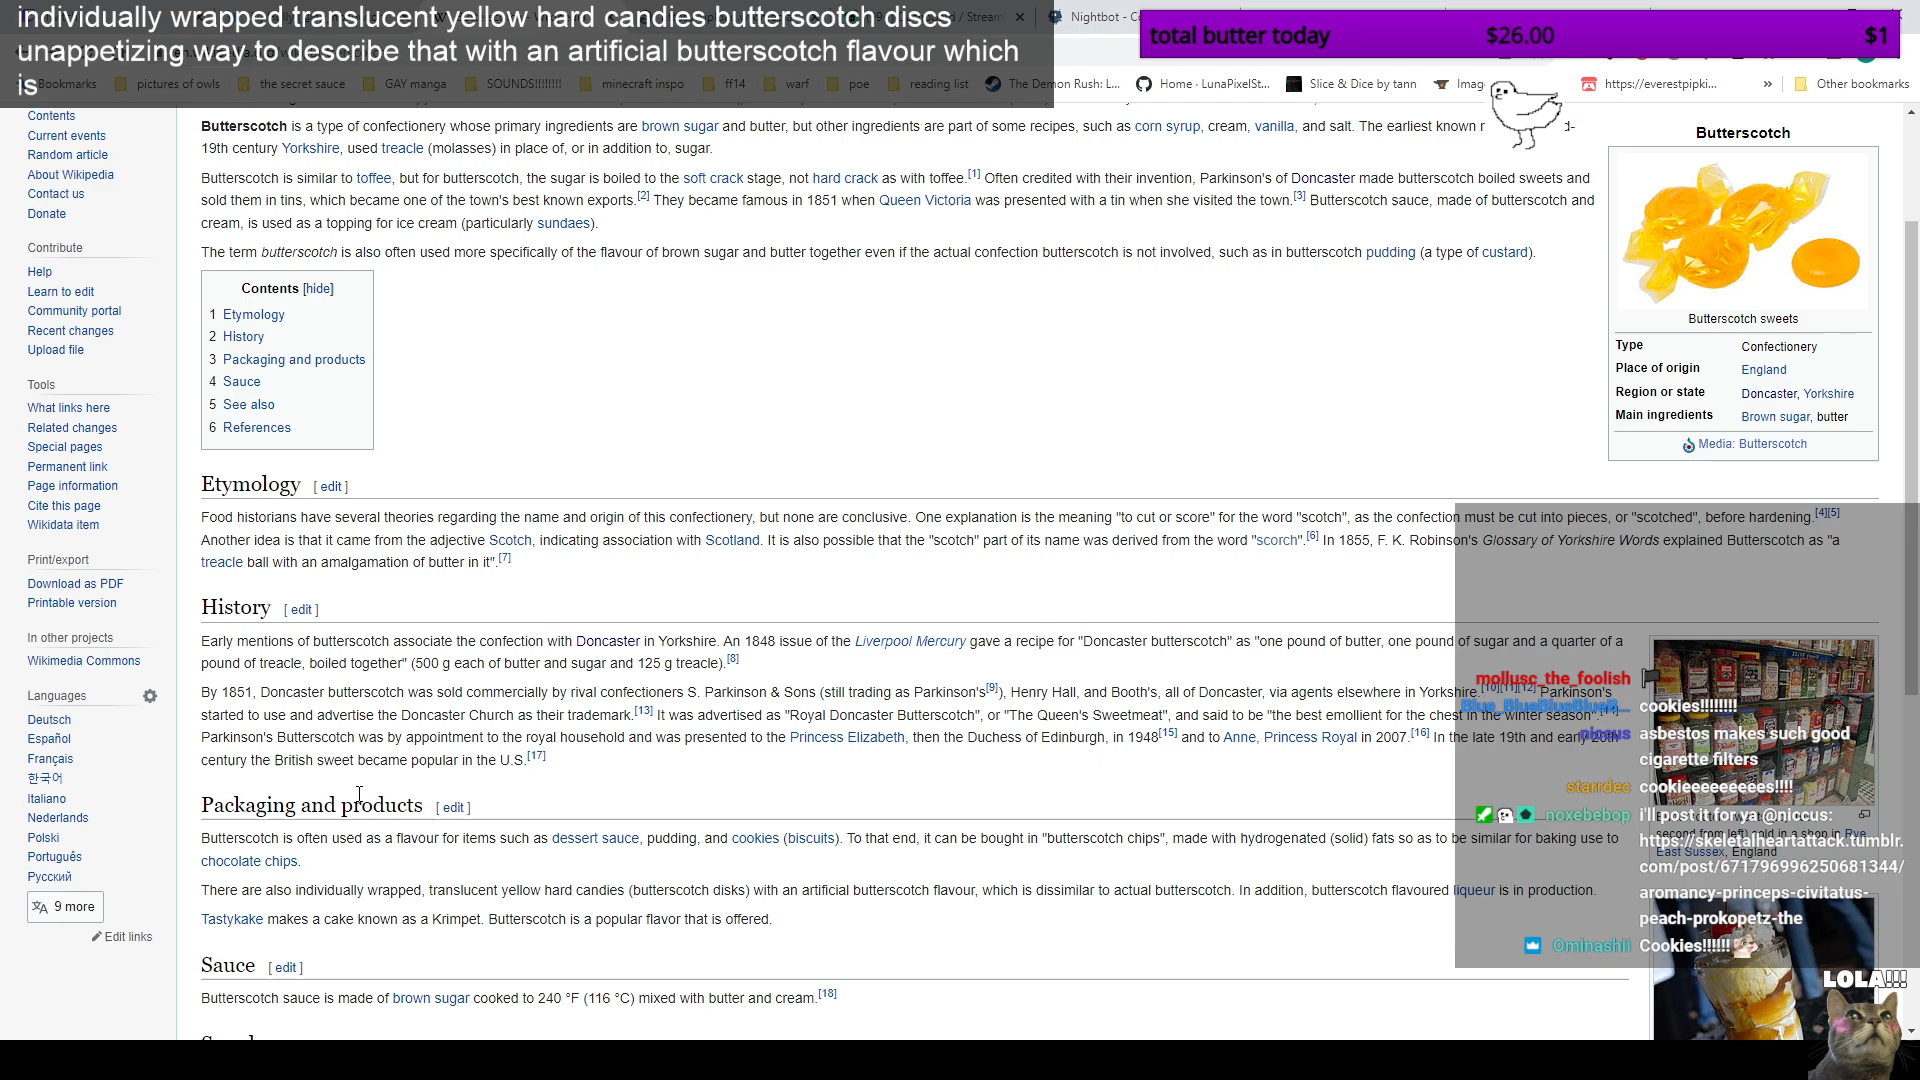 individually wrapped translucent yellow hard candies butterscotch discs
unappetizing way to describe that with an artificial butterscotch flavour which
is
total butter today $26.00 $1
Nightbot - C
Bookmarks pictures of owls the secret sauce GAY manga SOUNDS!!!!!!!! minecraft inspo ff14 warf poe reading list The Demon Rush: L... Home · LunaPixelSt... Slice & Dice by tann Imag https://everestpipki... » Other bookmarks
Contents
Current events
Random article
About Wikipedia
Contact us
Donate
Contribute
Help
Learn to edit
Community portal
Recent changes
Upload file
Tools
What links here
Related changes
Special pages
Permanent link
Page information
Cite this page
Wikidata item
Print/export
Download as PDF
Printable version
In other projects
Wikimedia Commons
Languages
Deutsch
Español
Français
한국어
Italiano
Nederlands
Polski
Português
Русский
9 more
Edit links
Butterscotch is a type of confectionery whose primary ingredients are brown sugar and butter, but other ingredients are part of some recipes, such as corn syrup, cream, vanilla, and salt. The earliest known r d-
19th century Yorkshire, used treacle (molasses) in place of, or in addition to, sugar.
Butterscotch is similar to toffee, but for butterscotch, the sugar is boiled to the soft crack stage, not hard crack as with toffee.[1] Often credited with their invention, Parkinson's of Doncaster made butterscotch boiled sweets and
sold them in tins, which became one of the town's best known exports.[2] They became famous in 1851 when Queen Victoria was presented with a tin when she visited the town.[3] Butterscotch sauce, made of butterscotch and
cream, is used as a topping for ice cream (particularly sundaes).
The term butterscotch is also often used more specifically of the flavour of brown sugar and butter together even if the actual confection butterscotch is not involved, such as in butterscotch pudding (a type of custard).
Contents [hide]
1 Etymology
2 History
3 Packaging and products
4 Sauce
5 See also
6 References
Butterscotch
Butterscotch sweets
Type Confectionery
Place of origin England
Region or state Doncaster, Yorkshire
Main ingredients Brown sugar, butter
Media: Butterscotch
Etymology [ edit ]
Food historians have several theories regarding the name and origin of this confectionery, but none are conclusive. One explanation is the meaning "to cut or score" for the word "scotch", as the confection must be cut into pieces, or "scotched", before hardening.[4][5]
Another idea is that it came from the adjective Scotch, indicating association with Scotland. It is also possible that the "scotch" part of its name was derived from the word "scorch".[6] In 1855, F. K. Robinson's Glossary of Yorkshire Words explained Butterscotch as "a
treacle ball with an amalgamation of butter in it".[7]
History [ edit ]
Early mentions of butterscotch associate the confection with Doncaster in Yorkshire. An 1848 issue of the Liverpool Mercury gave a recipe for "Doncaster butterscotch" as "one pound of butter, one pound of sugar and a quarter of a
pound of treacle, boiled together" (500 g each of butter and sugar and 125 g treacle).[8]
By 1851, Doncaster butterscotch was sold commercially by rival confectioners S. Parkinson & Sons (still trading as Parkinson's[9]), Henry Hall, and Booth's, all of Doncaster, via agents elsewhere in Yorkshire.[10][11][12] Parkinson's
started to use and advertise the Doncaster Church as their trademark.[13] It was advertised as "Royal Doncaster Butterscotch", or "The Queen's Sweetmeat", and said to be "the best emollient for the chest in the winter season".[14]
Parkinson's Butterscotch was by appointment to the royal household and was presented to the Princess Elizabeth, then the Duchess of Edinburgh, in 1948[15] and to Anne, Princess Royal in 2007.[16] In the late 19th and early 20th
century the British sweet became popular in the U.S.[17]
Packaging and products [ edit ]
Butterscotch is often used as a flavour for items such as dessert sauce, pudding, and cookies (biscuits). To that end, it can be bought in "butterscotch chips", made with hydrogenated (solid) fats so as to be similar for baking use to
chocolate chips.
There are also individually wrapped, translucent yellow hard candies (butterscotch disks) with an artificial butterscotch flavour, which is dissimilar to actual butterscotch. In addition, butterscotch flavoured liqueur is in production.
Tastykake makes a cake known as a Krimpet. Butterscotch is a popular flavor that is offered.
Sauce [ edit ]
Butterscotch sauce is made of brown sugar cooked to 240 °F (116 °C) mixed with butter and cream.[18]
mollusc_the_foolish
Blue_BlueBlueBlueB... cookies!!!!!!!!
niccus asbestos makes such good
cigarette filters
starrdec cookieeeeeeeees!!!!
noxebebop i'll post it for ya @niccus:
https://skeletalheartattack.tumblr.
com/post/671796996250681344/
aromancy-princeps-civitatus-
peach-prokopetz-the
Ominashii Cookies!!!!!!
second from left) sold in a shop in Rye,
East Sussex, England
LOLA!!!